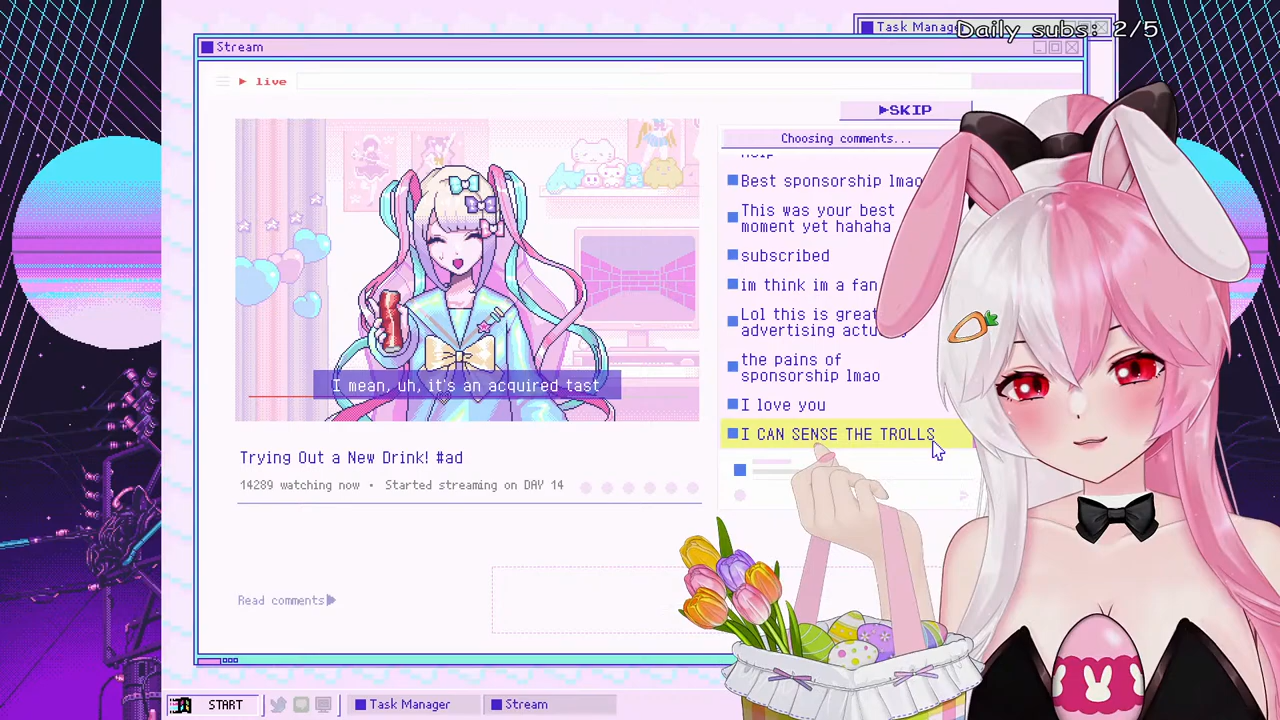 Task Manage
Daily subs: 2/5
Stream
live
▶SKIP
Choosing comments...
Help
Best sponsorship lmao
This was your best
moment yet hahaha
subscribed
im think im a fan
Lol this is great
advertising actu
the pains of
sponsorship lmao
I love you
I CAN SENSE THE TROLLS
I mean, uh, it's an acquired tast
Trying Out a New Drink! #ad
14289 watching now • Started streaming on DAY 14
Read comments▶
START
Task Manager
Stream